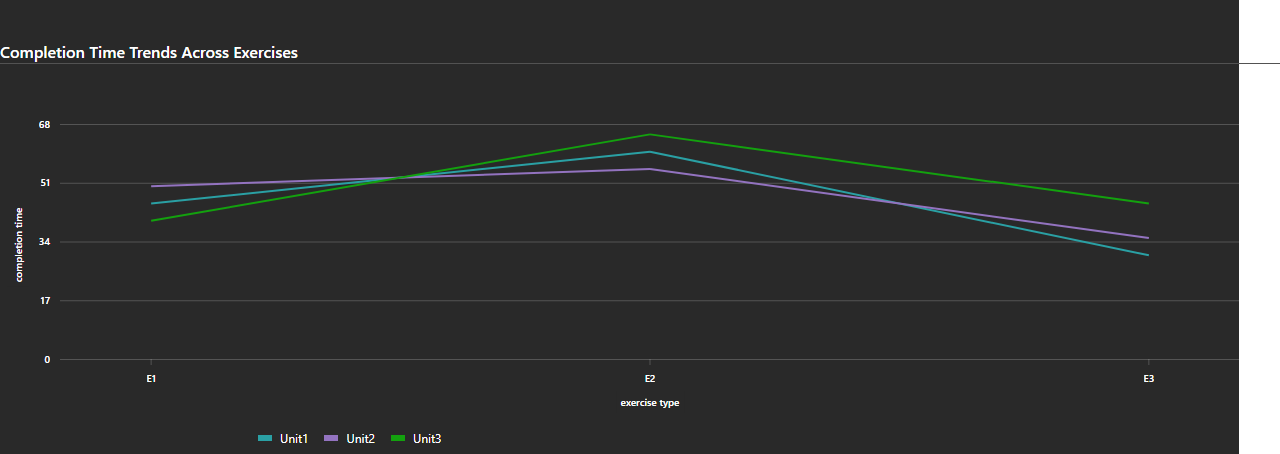 Completion Time Trends Across Exercises
68
51
34
17
0
completion time
E1 E2 E3
exercise type
Unit1 Unit2 Unit3